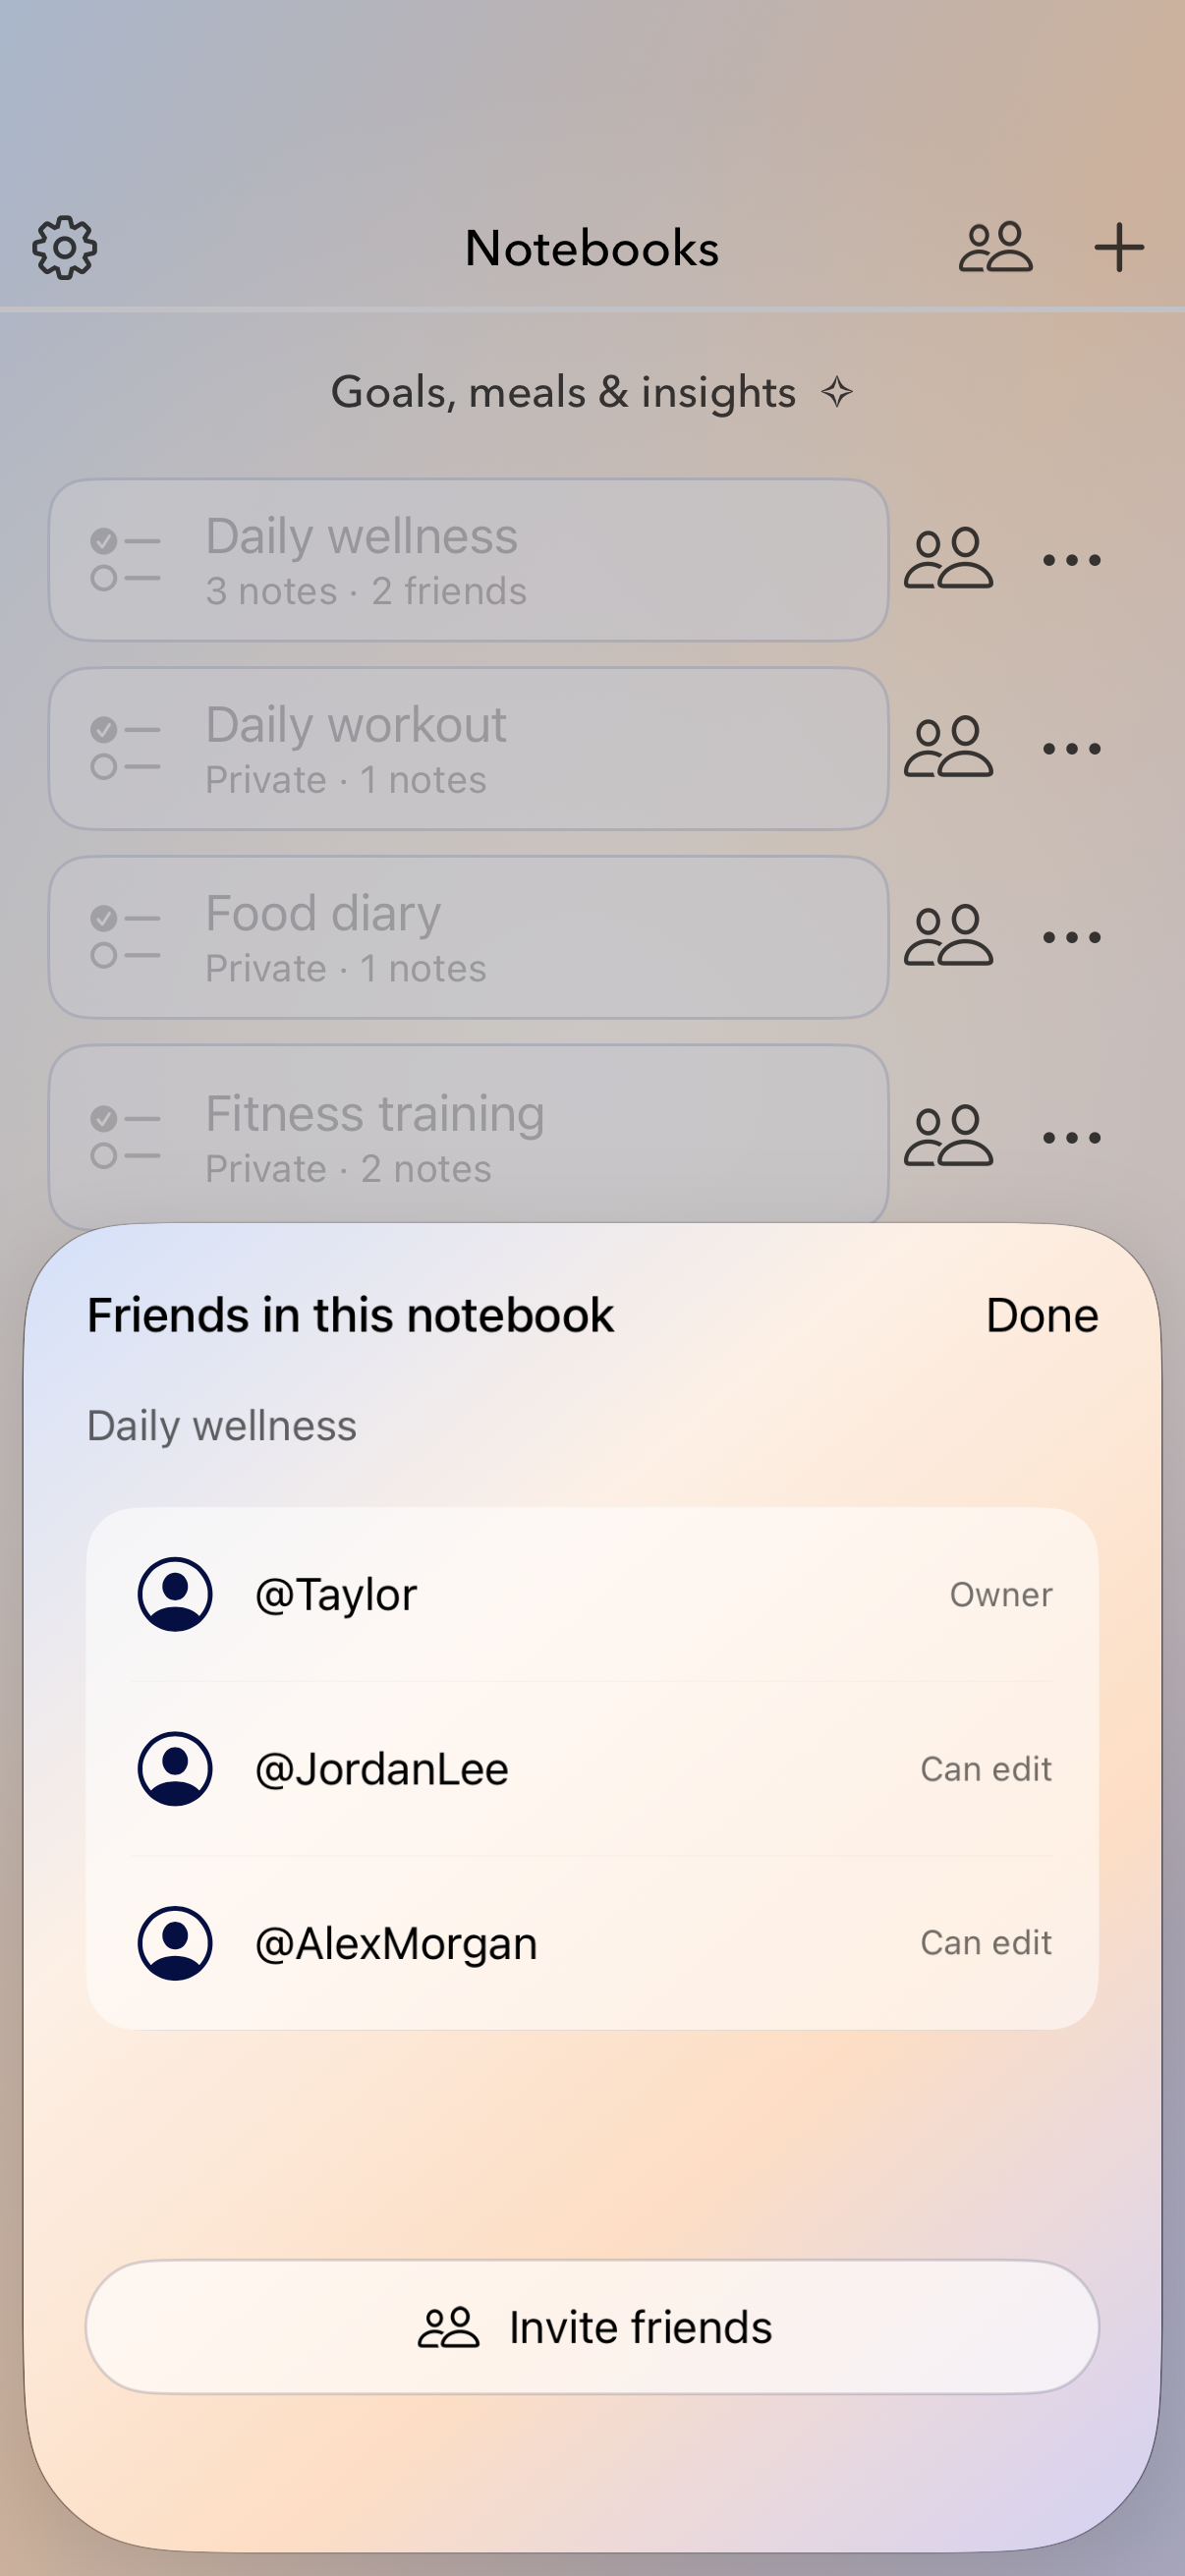 Notebooks
Goals, meals & insights
Daily wellness
3 notes · 2 friends
Daily workout
Private · 1 notes
Food diary
Private · 1 notes
Fitness training
Private · 2 notes
Friends in this notebook
Done
Daily wellness
@Taylor
Owner
@JordanLee
Can edit
@AlexMorgan
Can edit
Invite friends